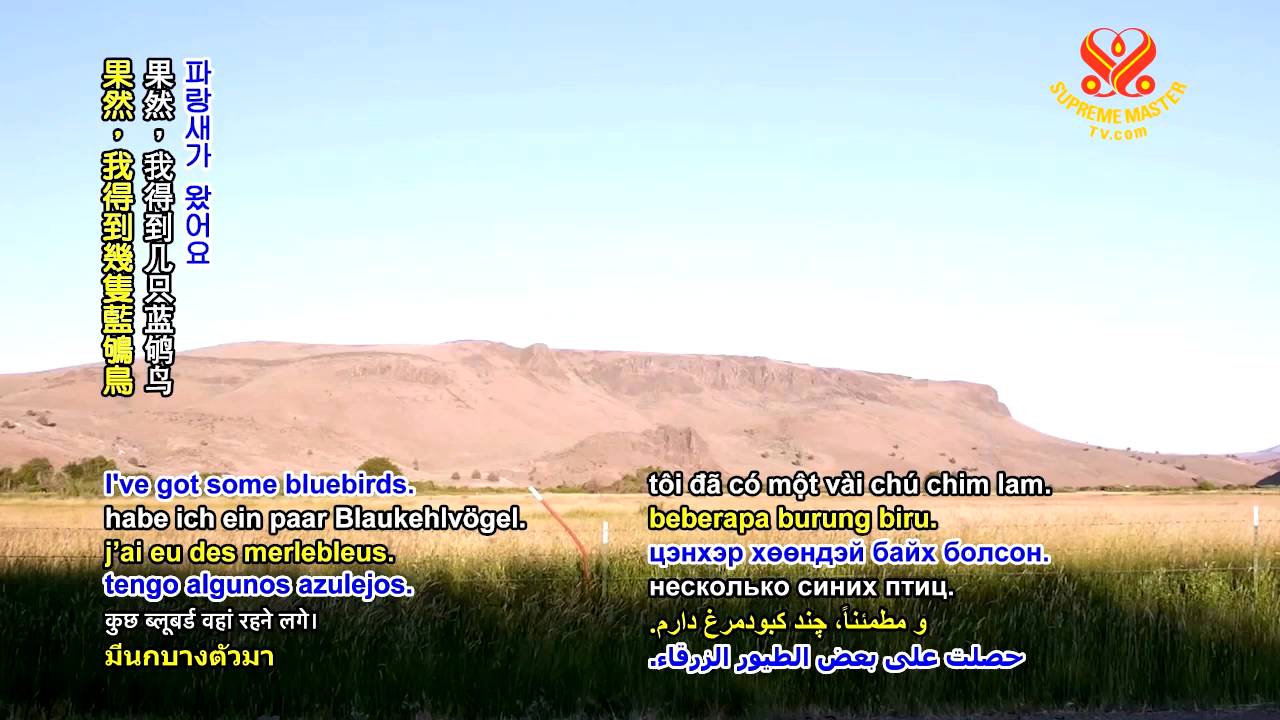 파랑새가 왔어요
果然，我得到几只蓝鸲鸟
果然，我得到幾隻藍鴝鳥
SUPREME MASTER
TV.com
I've got some bluebirds.
habe ich ein paar Blaukehlvögel.
j’ai eu des merlebleus.
tengo algunos azulejos.
कुछ ब्लूबर्ड वहां रहने लगे।
มีนกบางตัวมา
tôi đã có một vài chú chim lam.
beberapa burung biru.
цэнхэр хөөндэй байх болсон.
несколько синих птиц.
و مطمئناً، چند کبودمرغ دارم.
حصلت على بعض الطيور الزرقاء.